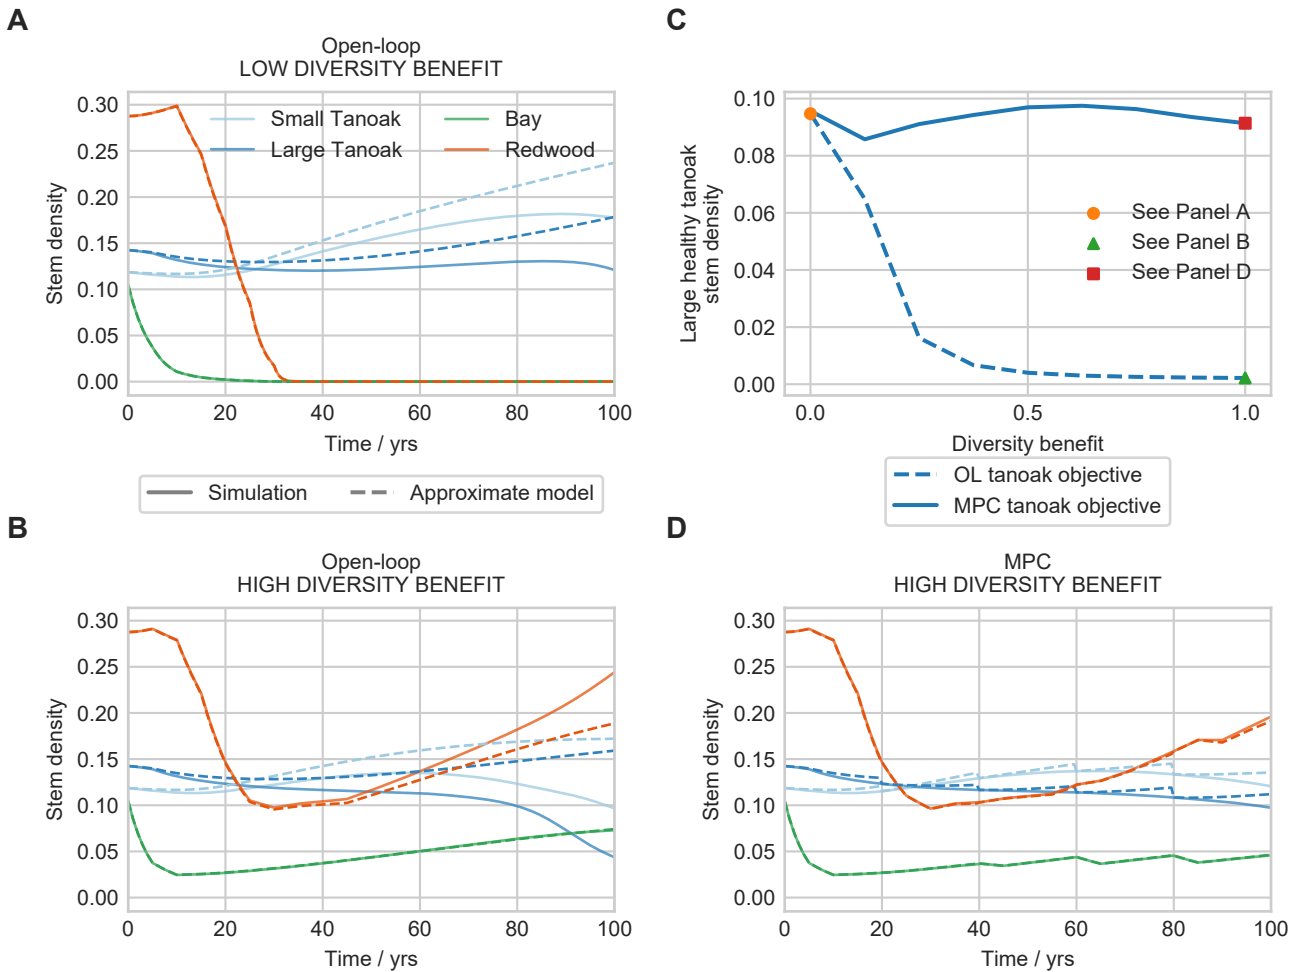 A
Open-loop
LOW DIVERSITY BENEFIT
Small Tanoak
Large Tanoak
Bay
Redwood
Stem density
0.30
0.25
0.20
0.15
0.10
0.05
0.00
0
20
40
60
80
100
Time / yrs
Simulation
Approximate model
C
Large healthy tanoak
stem density
0.10
0.08
0.06
0.04
0.02
0.00
See Panel A
See Panel B
See Panel D
0.0
0.5
1.0
Diversity benefit
OL tanoak objective
MPC tanoak objective
B
Open-loop
HIGH DIVERSITY BENEFIT
Stem density
0.30
0.25
0.20
0.15
0.10
0.05
0.00
0
20
40
60
80
100
Time / yrs
D
MPC
HIGH DIVERSITY BENEFIT
Stem density
0.30
0.25
0.20
0.15
0.10
0.05
0.00
0
20
40
60
80
100
Time / yrs